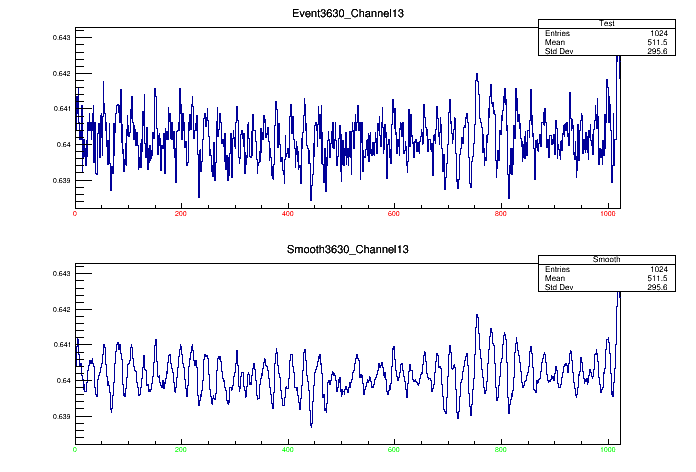 Event3630_Channel13
Test
Entries 1024
Mean 511.5
Std Dev 295.6
0.643
0.642
0.641
0.64
0.639
0 200 400 600 800 1000
Smooth3630_Channel13
Smooth
Entries 1024
Mean 511.5
Std Dev 295.6
0.643
0.642
0.641
0.64
0.639
0 200 400 600 800 1000